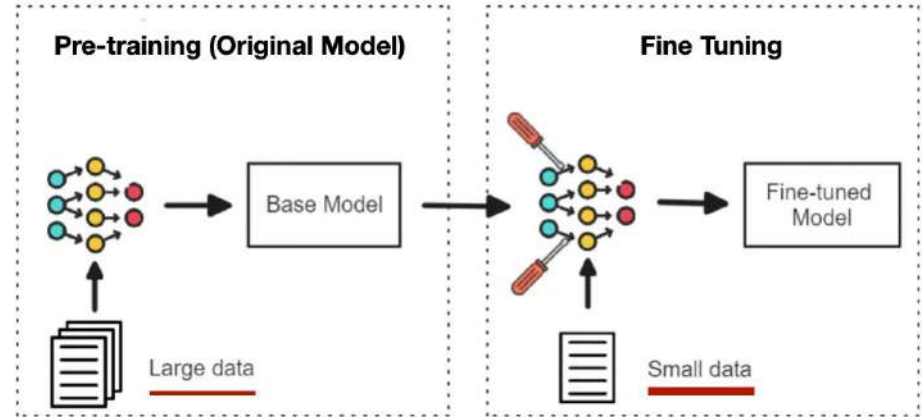 Pre-training (Original Model)
Base Model
Large data
Fine Tuning
Fine-tuned
Model
Small data